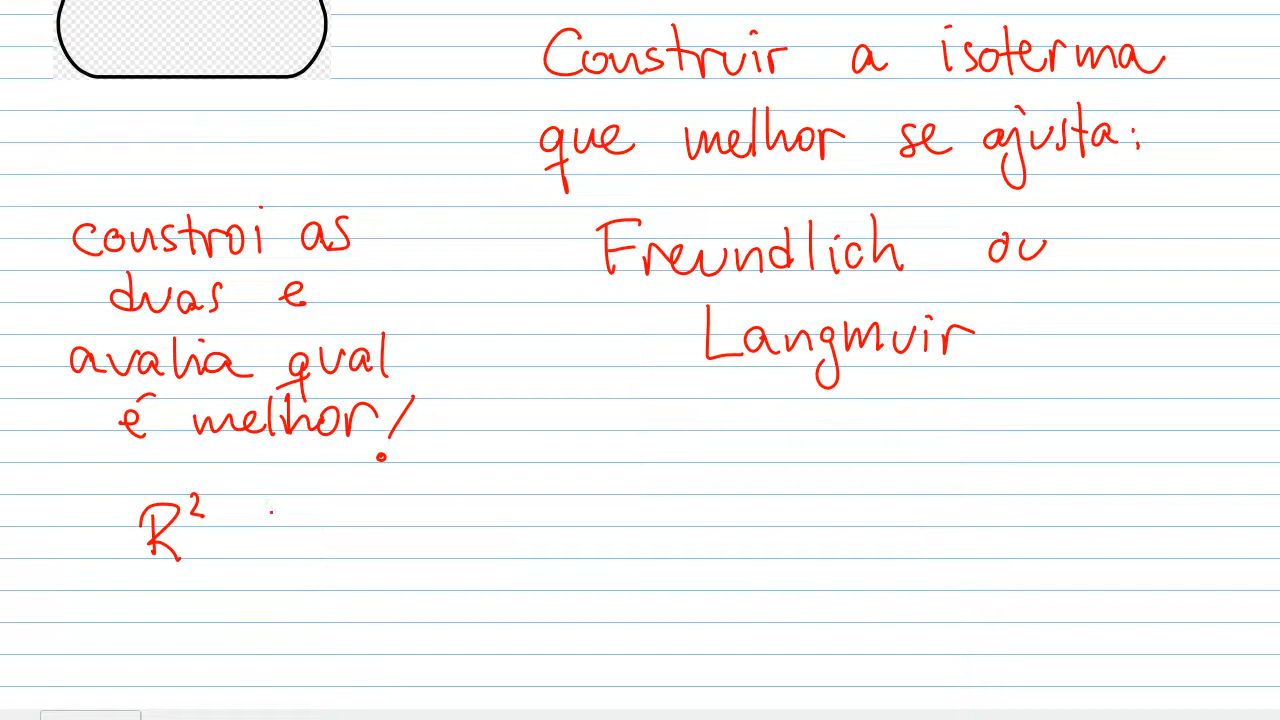 Construir a isoterma
que melhor se ajusta:
Freundlich ou
Langmuir
constroi as
duas e
avalia qual
é melhor!
R²